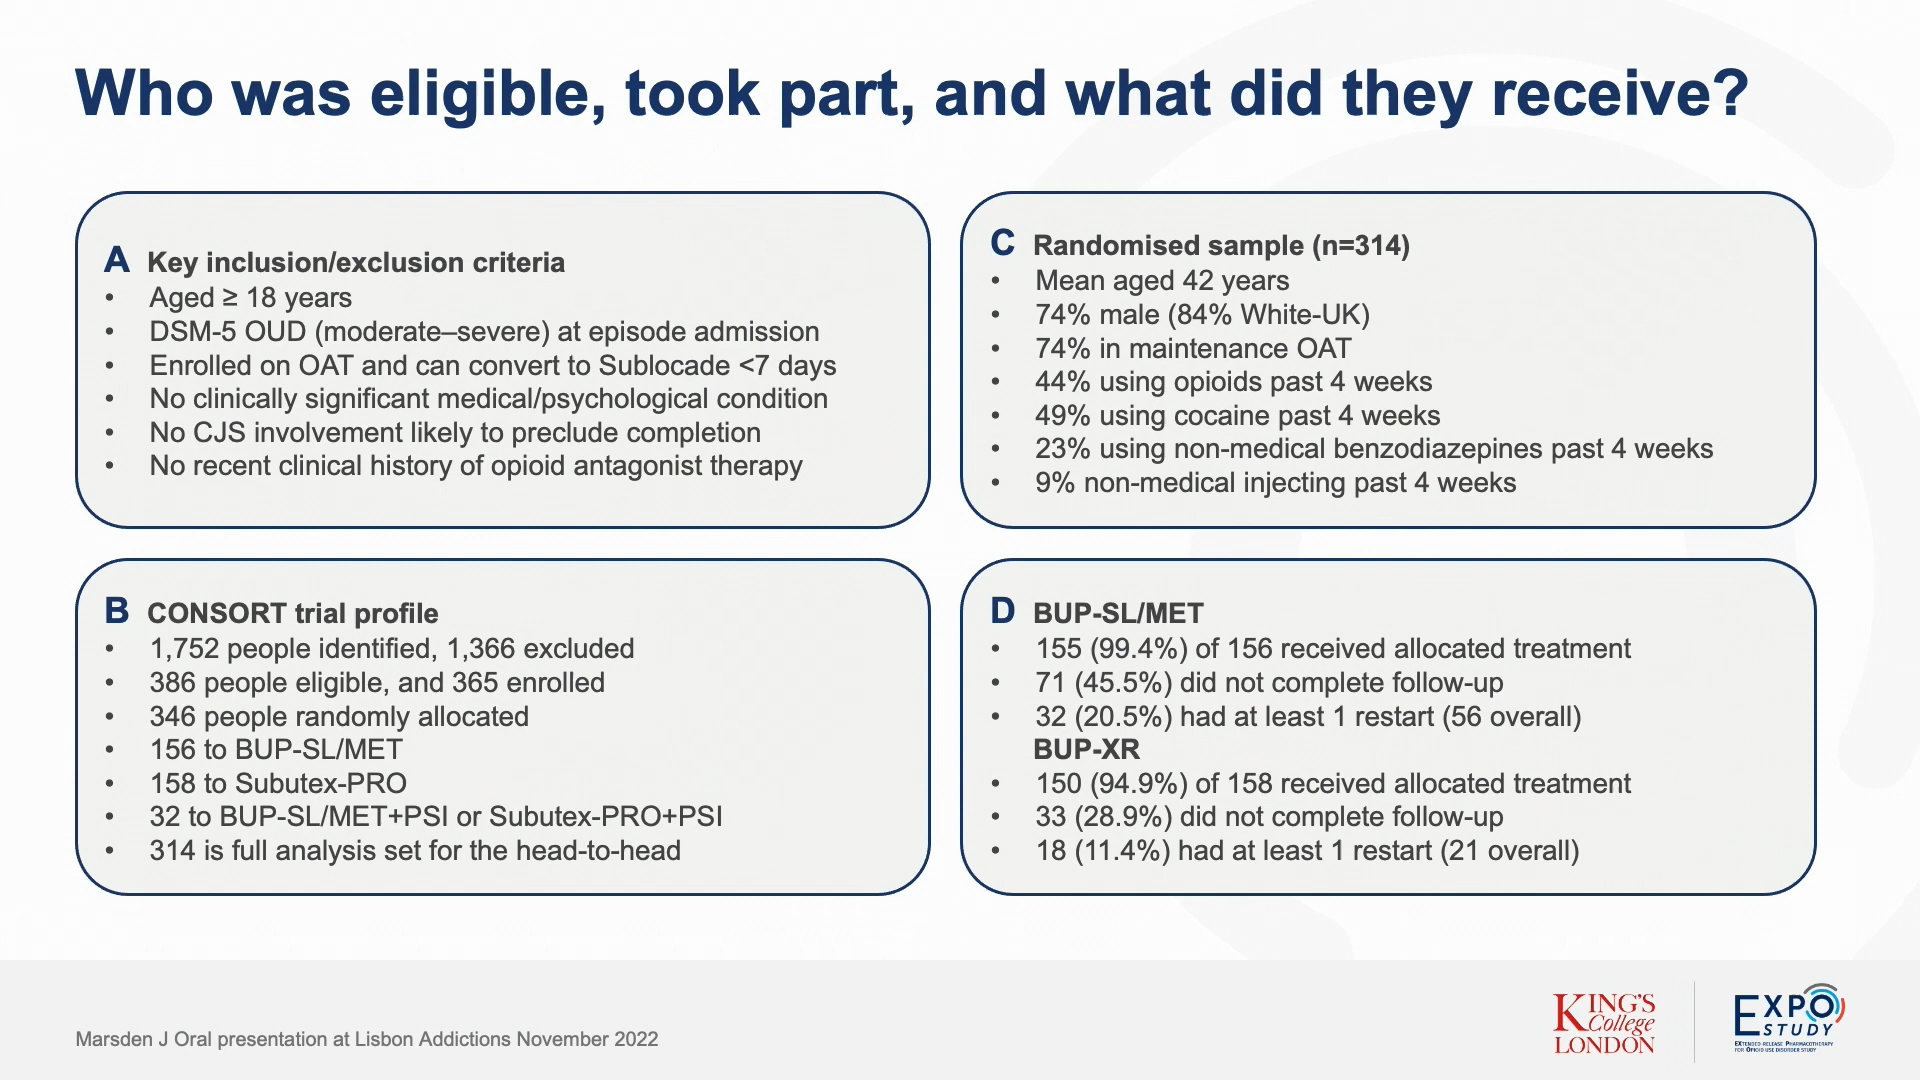 Who was eligible, took part, and what did they receive?
A Key inclusion/exclusion criteria
• Aged ≥ 18 years
• DSM-5 OUD (moderate–severe) at episode admission
• Enrolled on OAT and can convert to Sublocade <7 days
• No clinically significant medical/psychological condition
• No CJS involvement likely to preclude completion
• No recent clinical history of opioid antagonist therapy
B CONSORT trial profile
• 1,752 people identified, 1,366 excluded
• 386 people eligible, and 365 enrolled
• 346 people randomly allocated
• 156 to BUP-SL/MET
• 158 to Subutex-PRO
• 32 to BUP-SL/MET+PSI or Subutex-PRO+PSI
• 314 is full analysis set for the head-to-head
C Randomised sample (n=314)
• Mean aged 42 years
• 74% male (84% White-UK)
• 74% in maintenance OAT
• 44% using opioids past 4 weeks
• 49% using cocaine past 4 weeks
• 23% using non-medical benzodiazepines past 4 weeks
• 9% non-medical injecting past 4 weeks
D BUP-SL/MET
• 155 (99.4%) of 156 received allocated treatment
• 71 (45.5%) did not complete follow-up
• 32 (20.5%) had at least 1 restart (56 overall)
BUP-XR
• 150 (94.9%) of 158 received allocated treatment
• 33 (28.9%) did not complete follow-up
• 18 (11.4%) had at least 1 restart (21 overall)
Marsden J Oral presentation at Lisbon Addictions November 2022
KING'S
College
LONDON
EXPO
STUDY
EXTENDED RELEASE PHARMACOTHERAPY
FOR OPIOID USE DISORDER STUDY